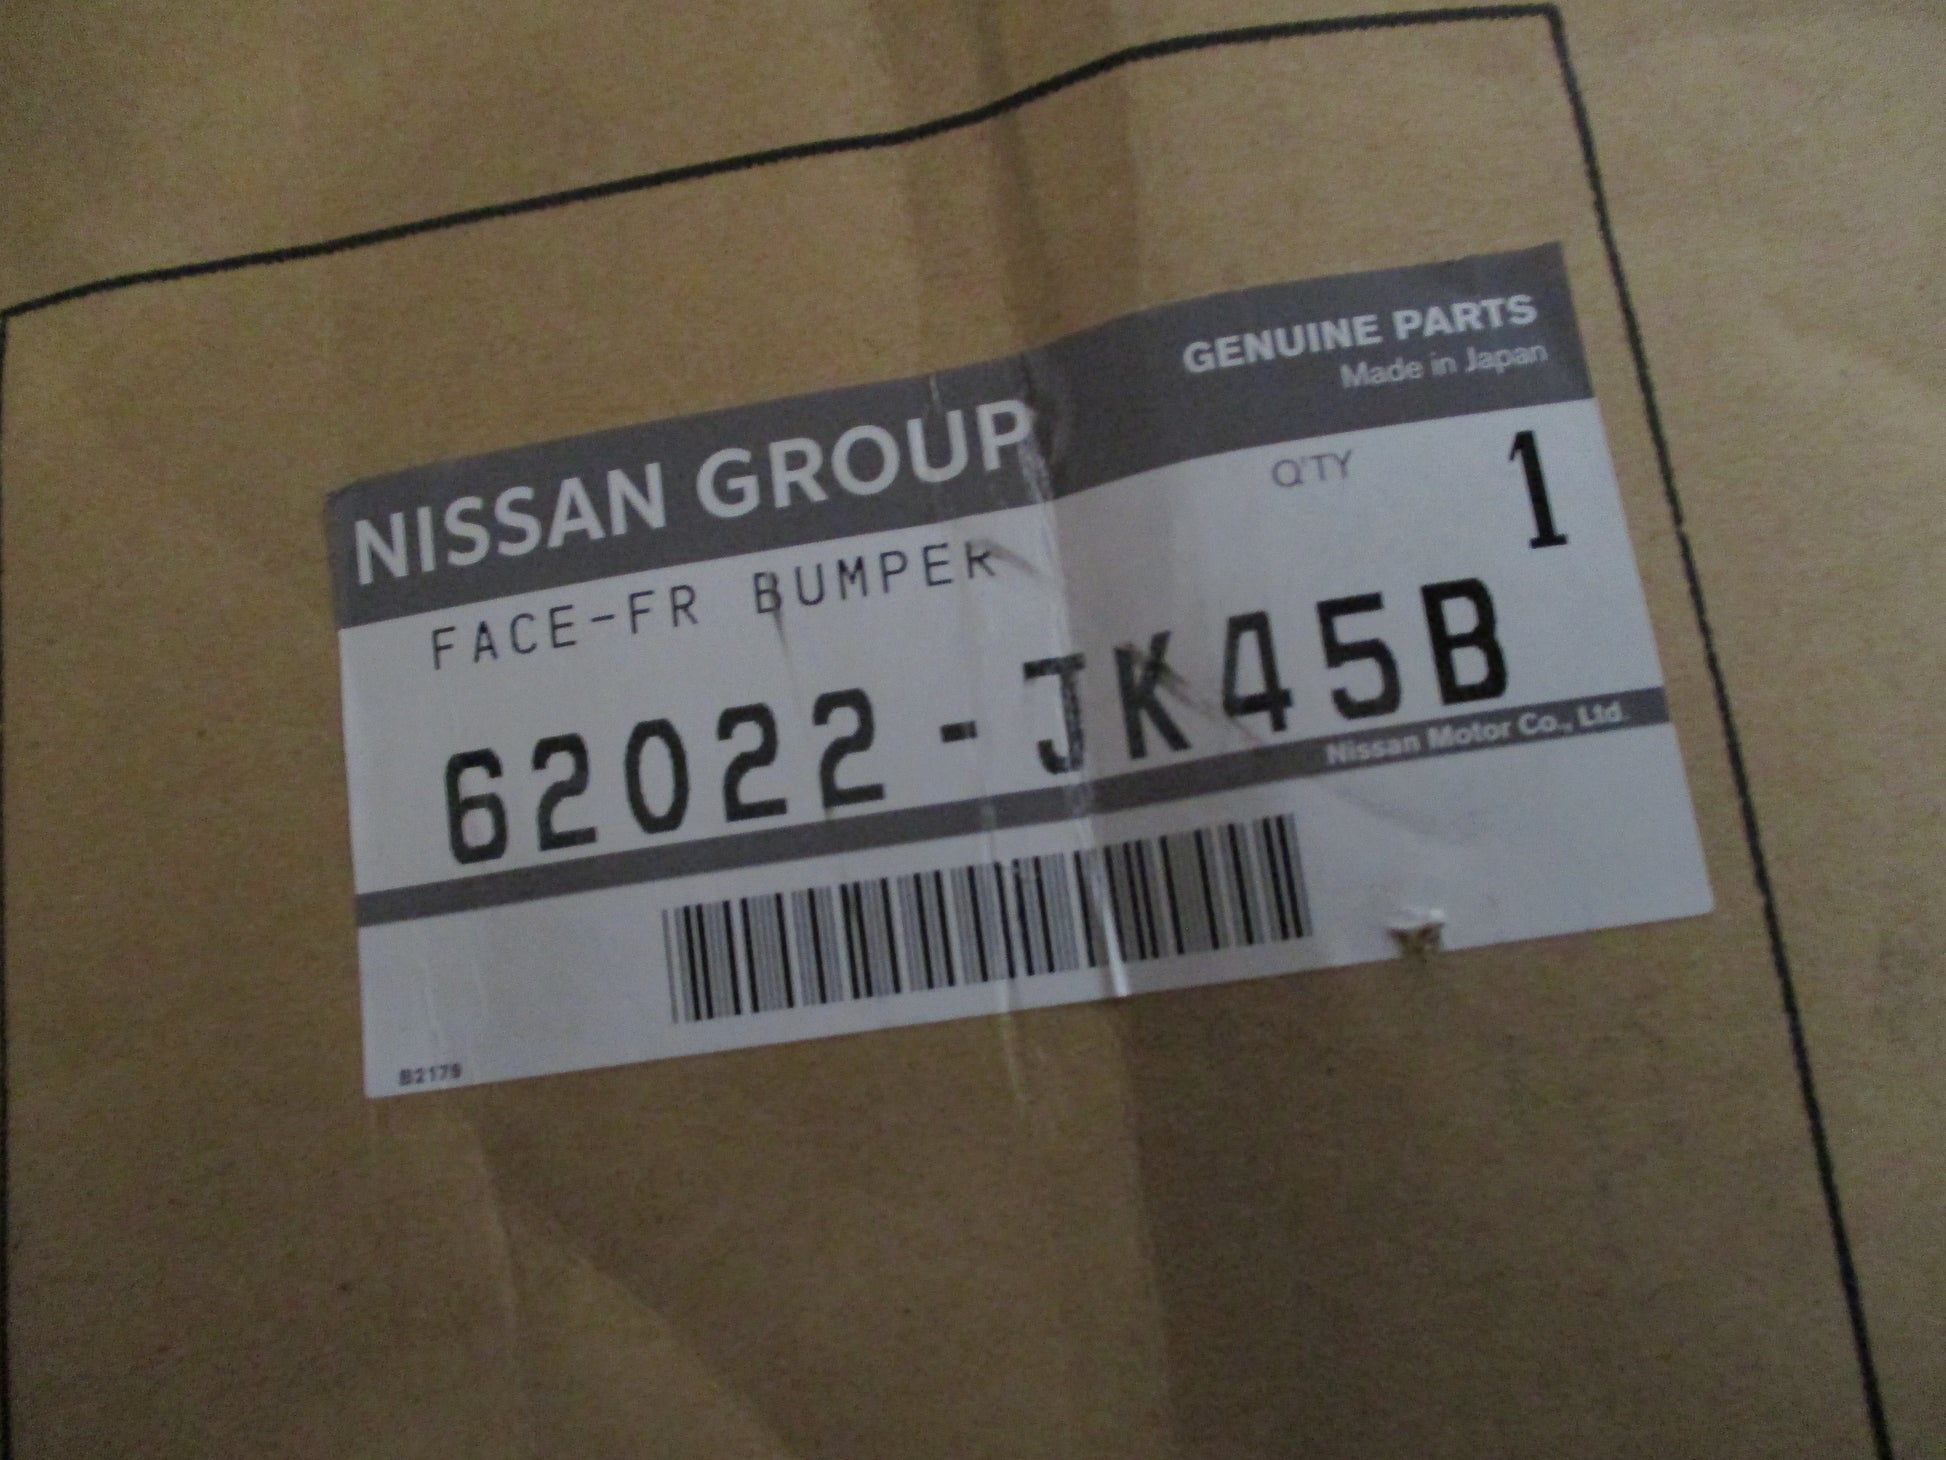 NISSAN GROUP
GENUINE PARTS
Made in Japan
FACE-FR BUMPER
Q'TY 1
62022-JK45B
Nissan Motor Co., Ltd.
B2179